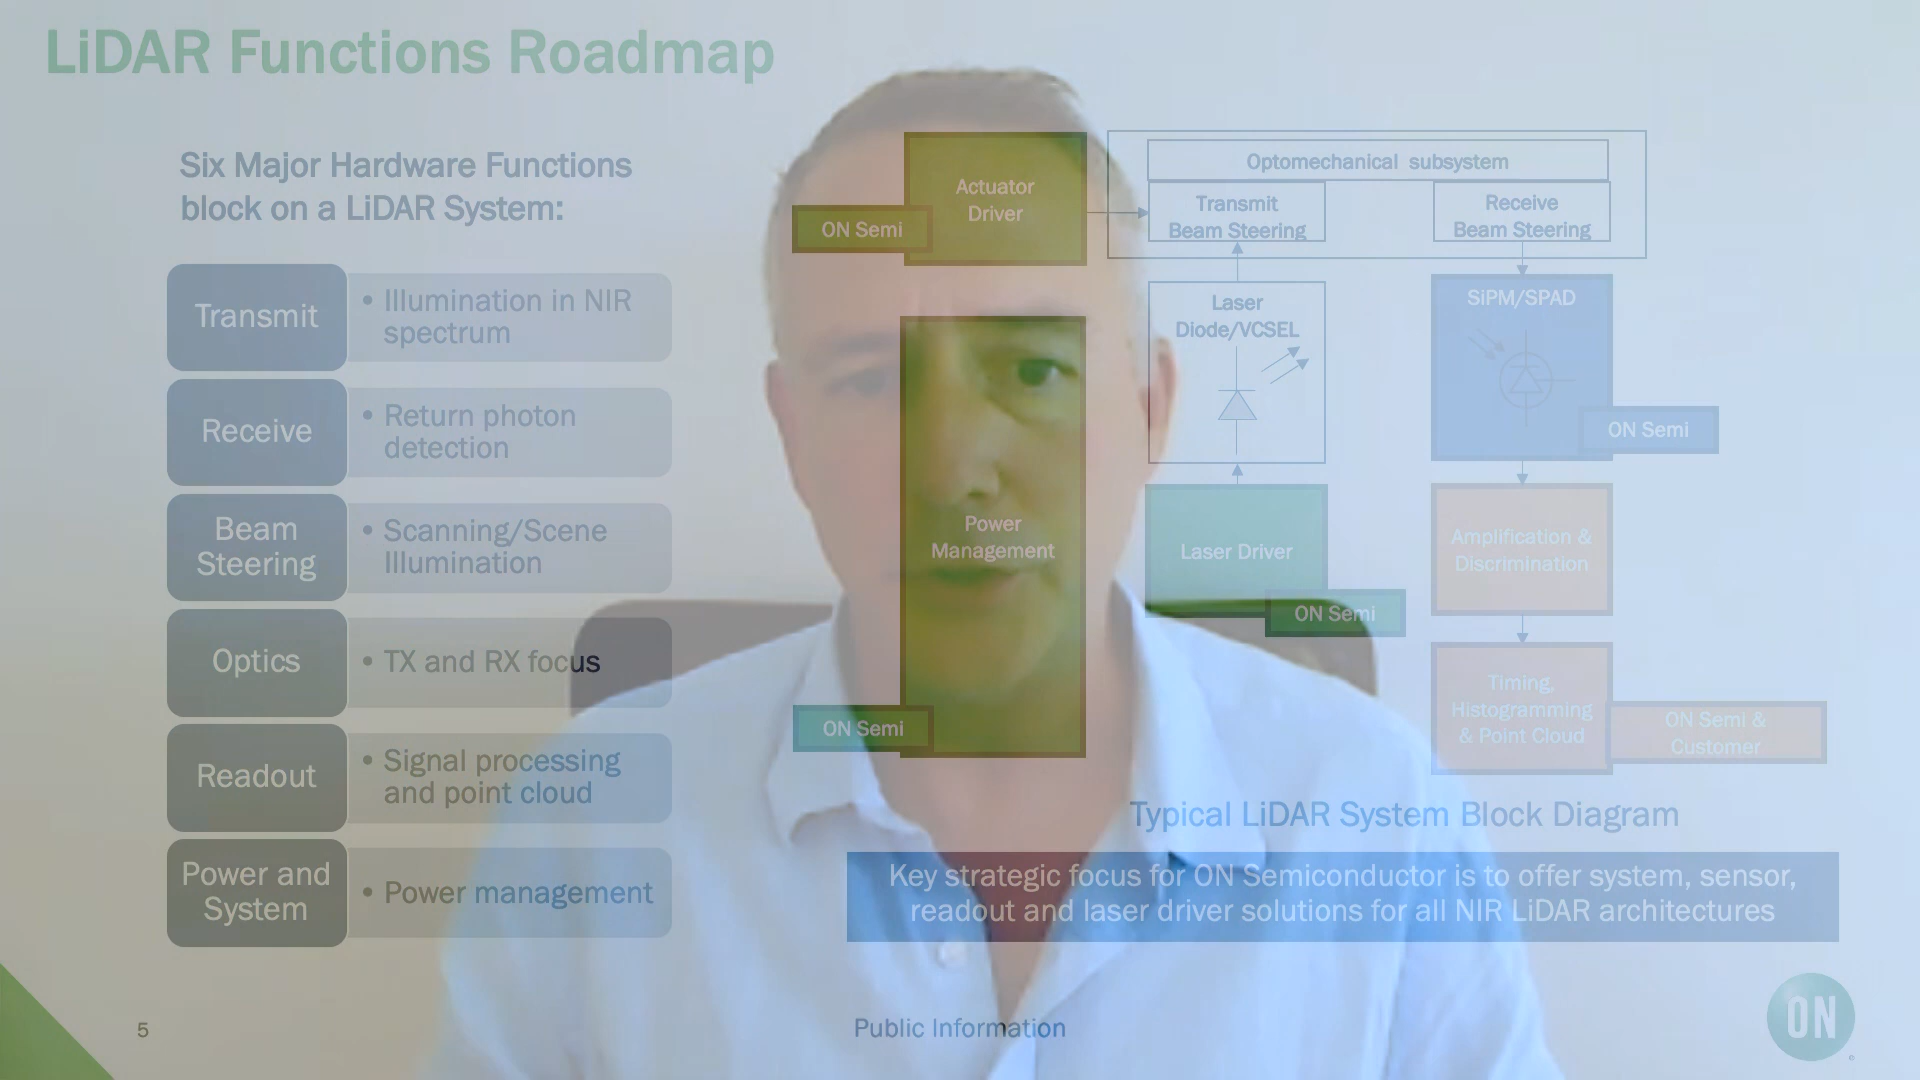 LiDAR Functions Roadmap
Six Major Hardware Functions
block on a LiDAR System:
Transmit
• Illumination in NIR
spectrum
Receive
• Return photon
detection
Beam
Steering
• Scanning/Scene
Illumination
Optics
• TX and RX focus
Readout
• Signal processing
and point cloud
Power and
System
• Power management
Actuator
Driver
ON Semi
Power
Management
ON Semi
Optomechanical subsystem
Transmit
Beam Steering
Receive
Beam Steering
Laser
Diode/VCSEL
SiPM/SPAD
ON Semi
Laser Driver
ON Semi
Amplification &
Discrimination
Timing,
Histogramming
& Point Cloud
ON Semi &
Customer
Typical LiDAR System Block Diagram
Key strategic focus for ON Semiconductor is to offer system, sensor,
readout and laser driver solutions for all NIR LiDAR architectures
5
Public Information
ON